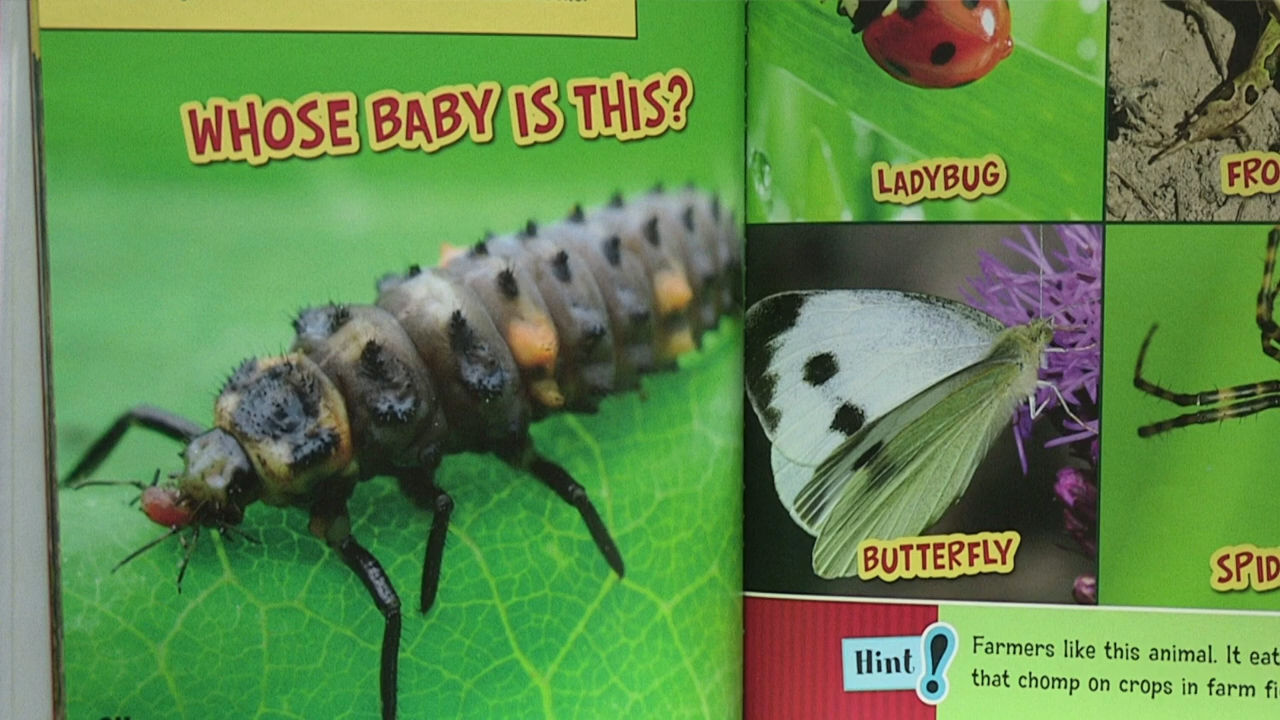 WHOSE BABY IS THIS?
LADYBUG
FRO
BUTTERFLY
SPID
Hint!
Farmers like this animal. It eat
that chomp on crops in farm fi